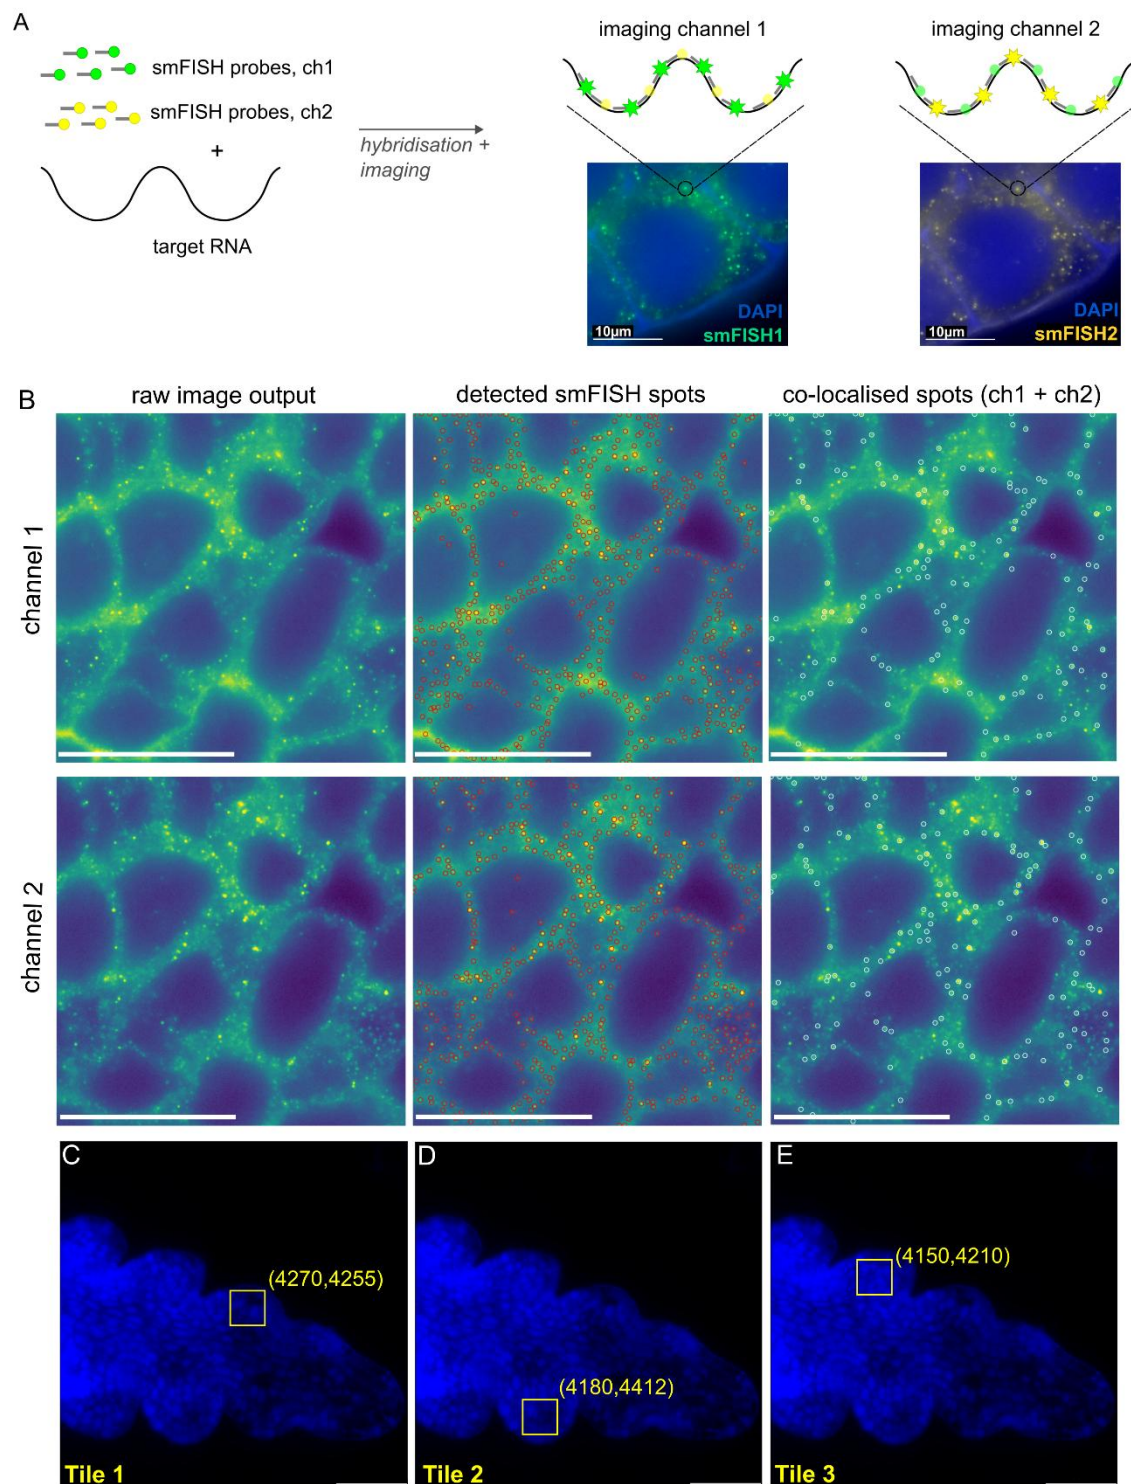 A
smFISH probes, ch1
smFISH probes, ch2
+
target RNA
hybridisation +
imaging
imaging channel 1
DAPI
smFISH1
10µm
imaging channel 2
DAPI
smFISH2
10µm
B
raw image output
detected smFISH spots
co-localised spots (ch1 + ch2)
channel 1
channel 2
C
(4270,4255)
Tile 1
D
(4180,4412)
Tile 2
E
(4150,4210)
Tile 3